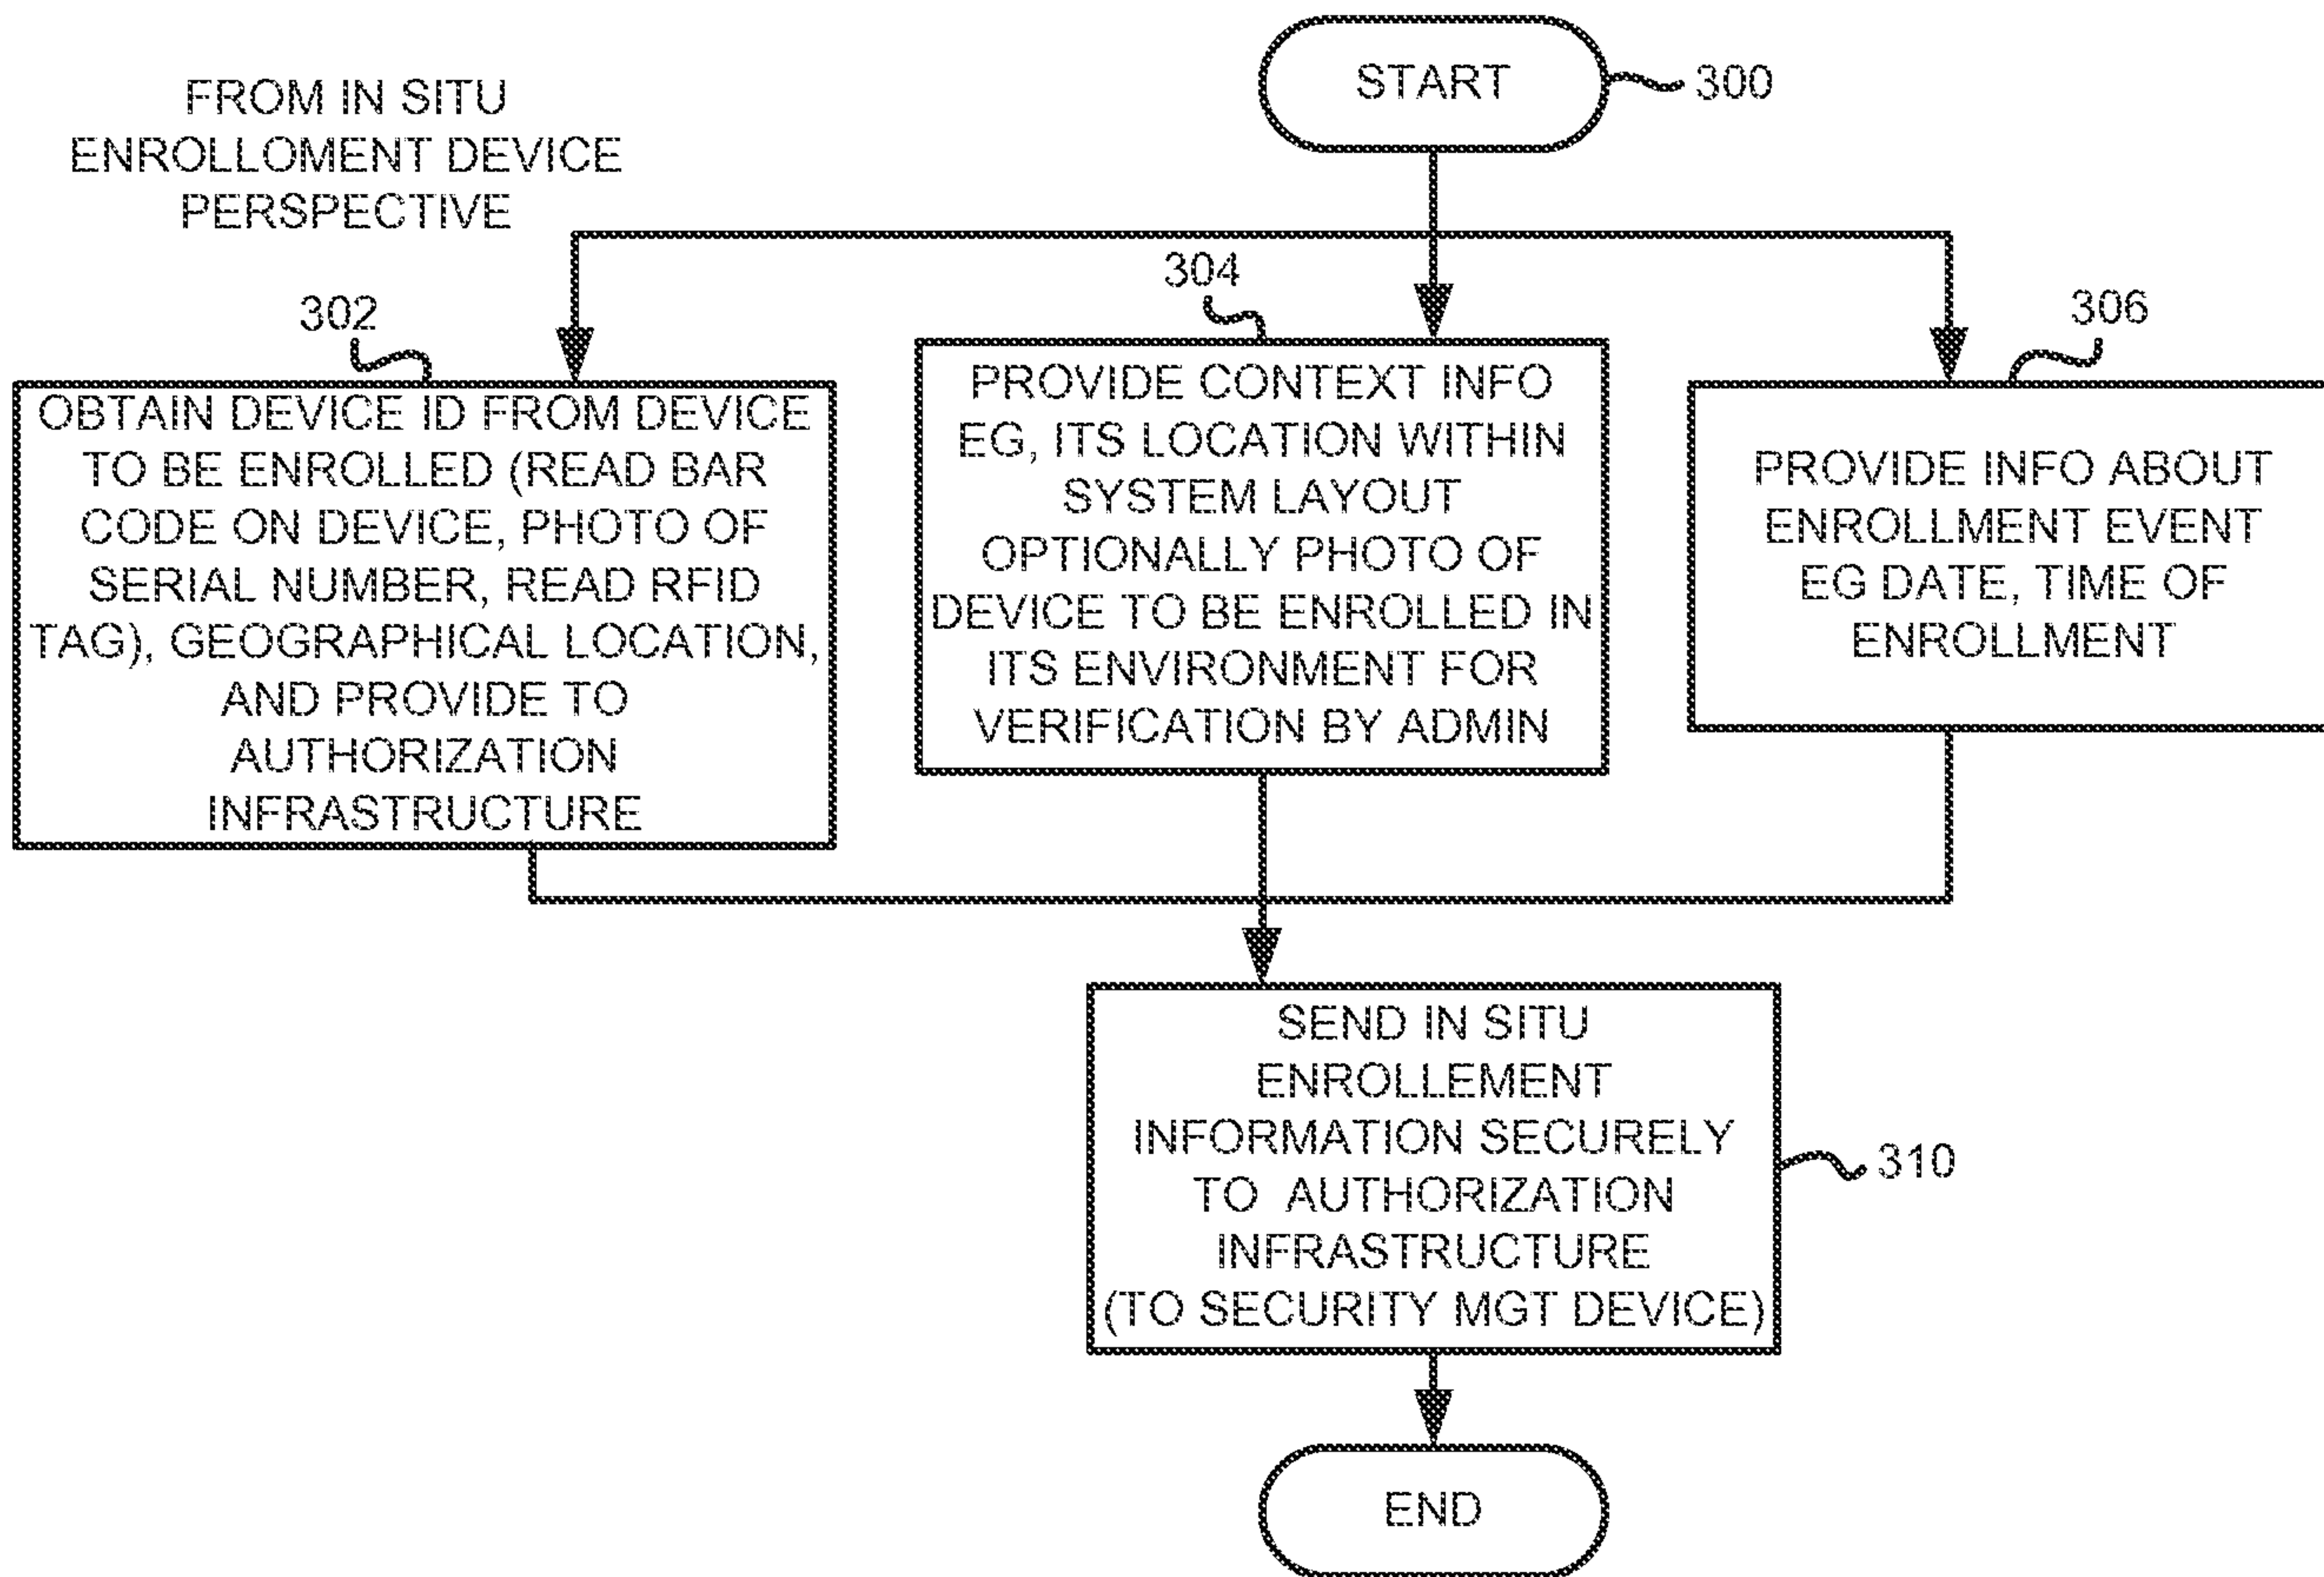 START
300
FROM IN SITU
ENROLLOMENT DEVICE
PERSPECTIVE
302
OBTAIN DEVICE ID FROM DEVICE
TO BE ENROLLED (READ BAR
CODE ON DEVICE, PHOTO OF
SERIAL NUMBER, READ RFID
TAG), GEOGRAPHICAL LOCATION,
AND PROVIDE TO
AUTHORIZATION
INFRASTRUCTURE
304
PROVIDE CONTEXT INFO
EG, ITS LOCATION WITHIN
SYSTEM LAYOUT
OPTIONALLY PHOTO OF
DEVICE TO BE ENROLLED IN
ITS ENVIRONMENT FOR
VERIFICATION BY ADMIN
306
PROVIDE INFO ABOUT
ENROLLMENT EVENT
EG DATE, TIME OF
ENROLLMENT
SEND IN SITU
ENROLLEMENT
INFORMATION SECURELY
TO AUTHORIZATION
INFRASTRUCTURE
(TO SECURITY MGT DEVICE)
310
END